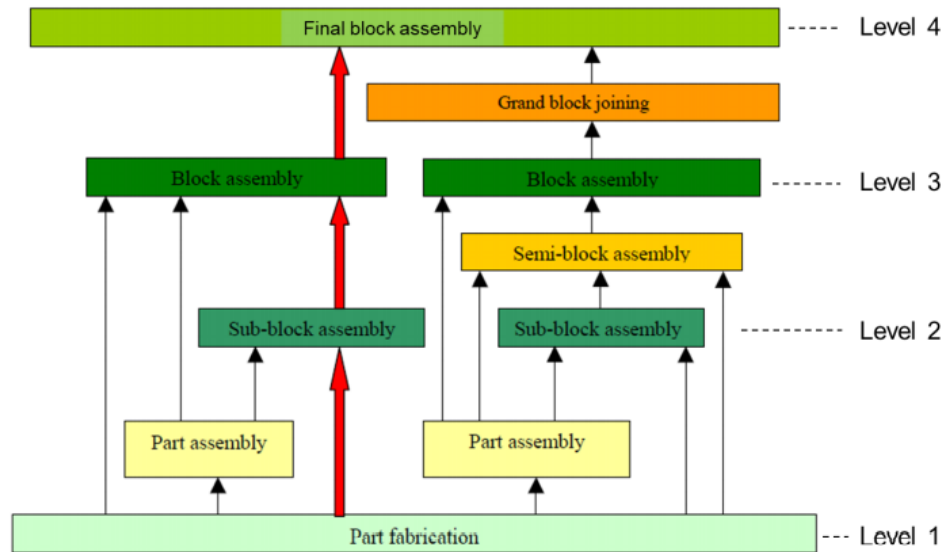 Final block assembly
Level 4
Grand block joining
Block assembly
Block assembly
Level 3
Semi-block assembly
Sub-block assembly
Sub-block assembly
Level 2
Part assembly
Part assembly
Part fabrication
Level 1